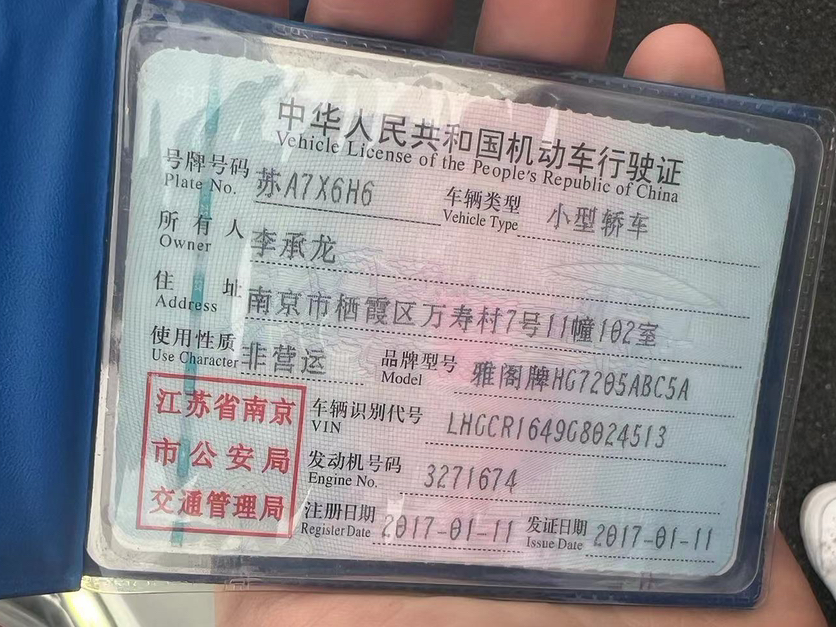 中华人民共和国机动车行驶证
Vehicle License of the People's Republic of China
号牌号码 苏A7X6H6 车辆类型 小型轿车
Plate No. Vehicle Type
所有人 李承龙
Owner
住址 南京市栖霞区万寿村7号11幢102室
Address
使用性质 非营运 品牌型号 雅阁牌HG7205ABC5A
Use Character Model
江苏省南京 车辆识别代号 LHGCR1649G8024513
VIN
市公安局 发动机号码 3271674
Engine No.
交通管理局 注册日期 2017-01-11 发证日期 2017-01-11
Register Date Issue Date